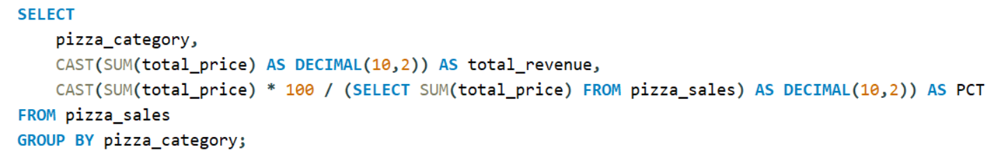 SELECT
pizza_category,
CAST(SUM(total_price) AS DECIMAL(10,2)) AS total_revenue,
CAST(SUM(total_price) * 100 / (SELECT SUM(total_price) FROM pizza_sales) AS DECIMAL(10,2)) AS PCT
FROM pizza_sales
GROUP BY pizza_category;